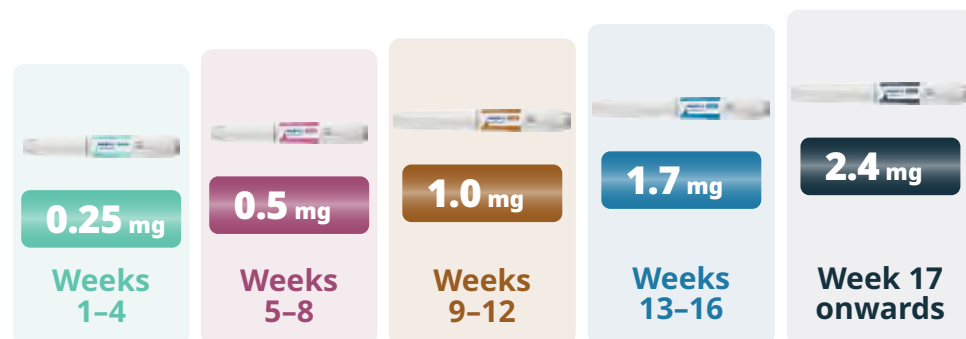 0.25 mg
Weeks
1–4
0.5 mg
Weeks
5–8
1.0 mg
Weeks
9–12
1.7 mg
Weeks
13–16
2.4 mg
Week 17
onwards